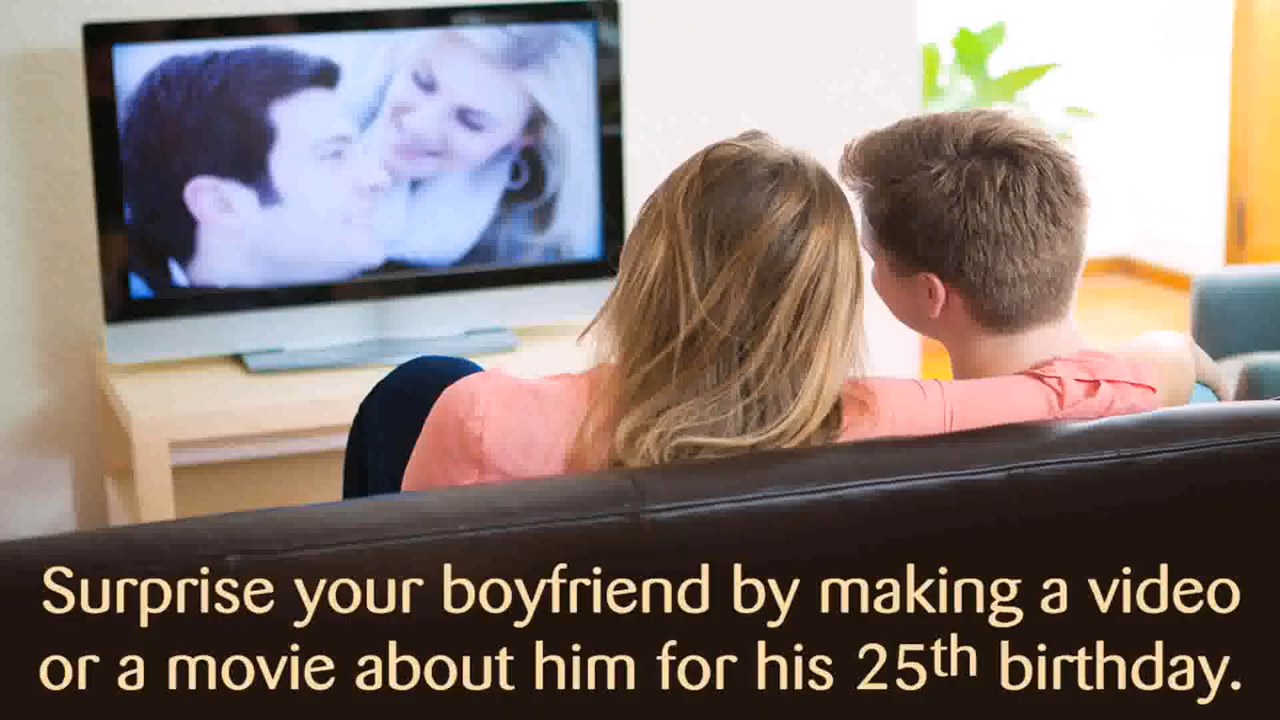 Surprise your boyfriend by making a video
or a movie about him for his 25th birthday.